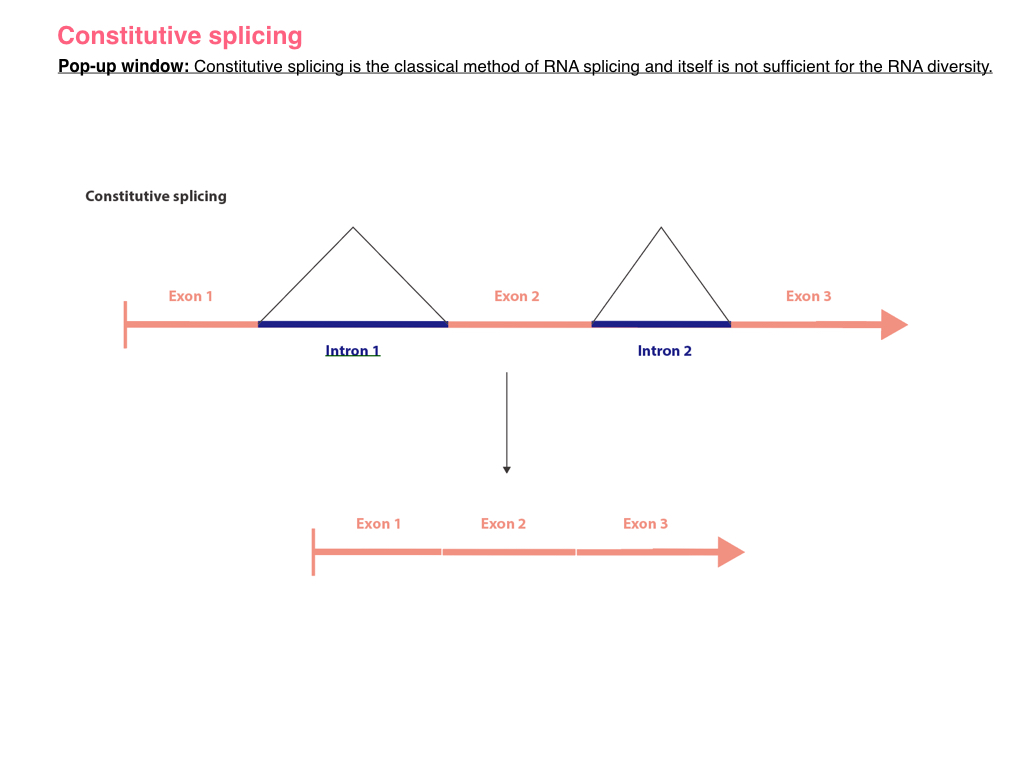 Constitutive splicing
Pop-up window: Constitutive splicing is the classical method of RNA splicing and itself is not sufficient for the RNA diversity.
Constitutive splicing
Exon 1 Exon 2 Exon 3
Intron 1 Intron 2
Exon 1 Exon 2 Exon 3